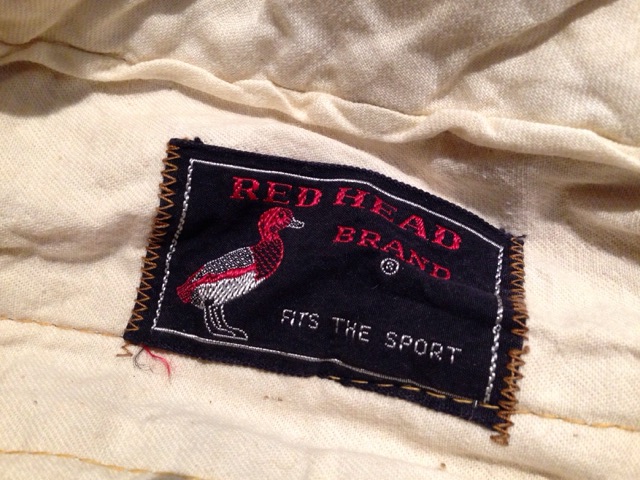 RED HEAD
BRAND
®
FITS THE SPORT